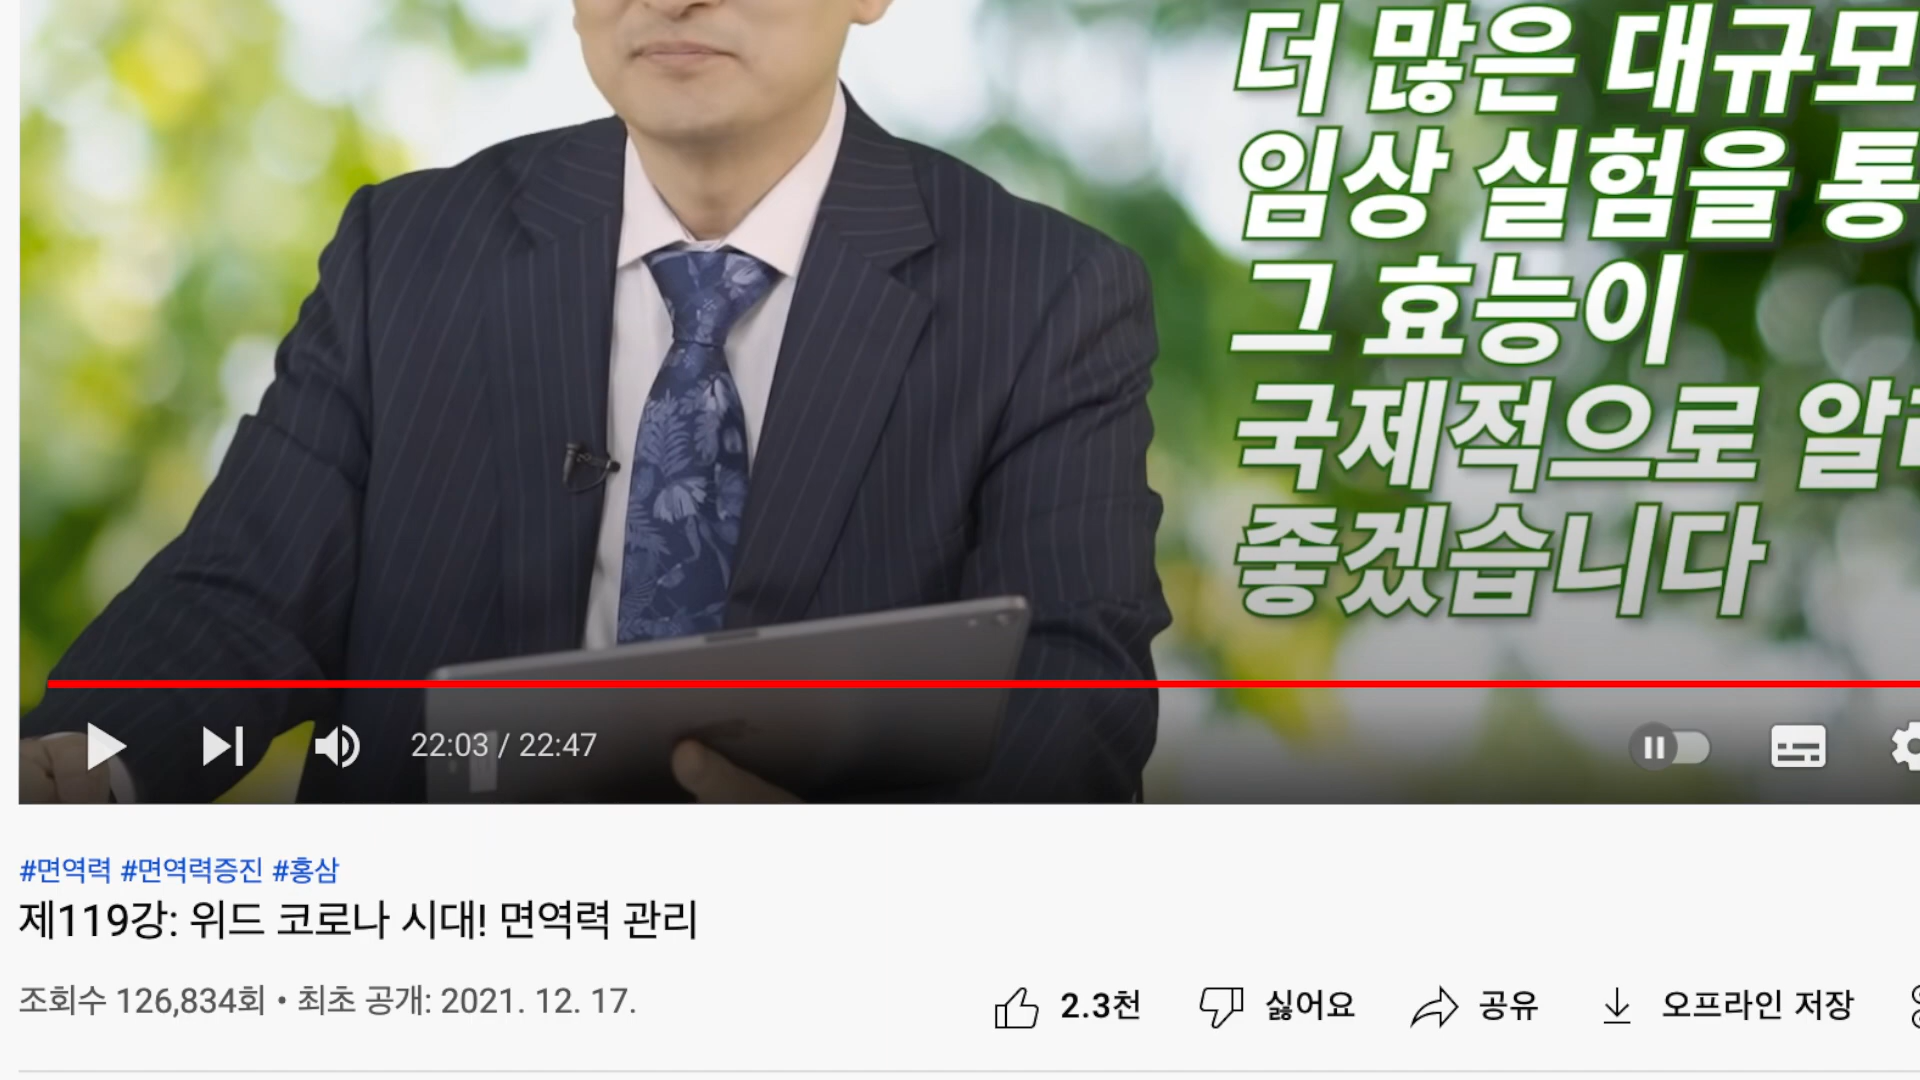 더 많은 대규모
임상 실험을 통
그 효능이
국제적으로
좋겠습니다
22:03 / 22:47
#면역력 #면역력증진 #홍삼
제119강: 위드 코로나 시대! 면역력 관리
조회수 126,834회 • 최초 공개: 2021. 12. 17.
2.3천 싫어요 공유 오프라인 저장